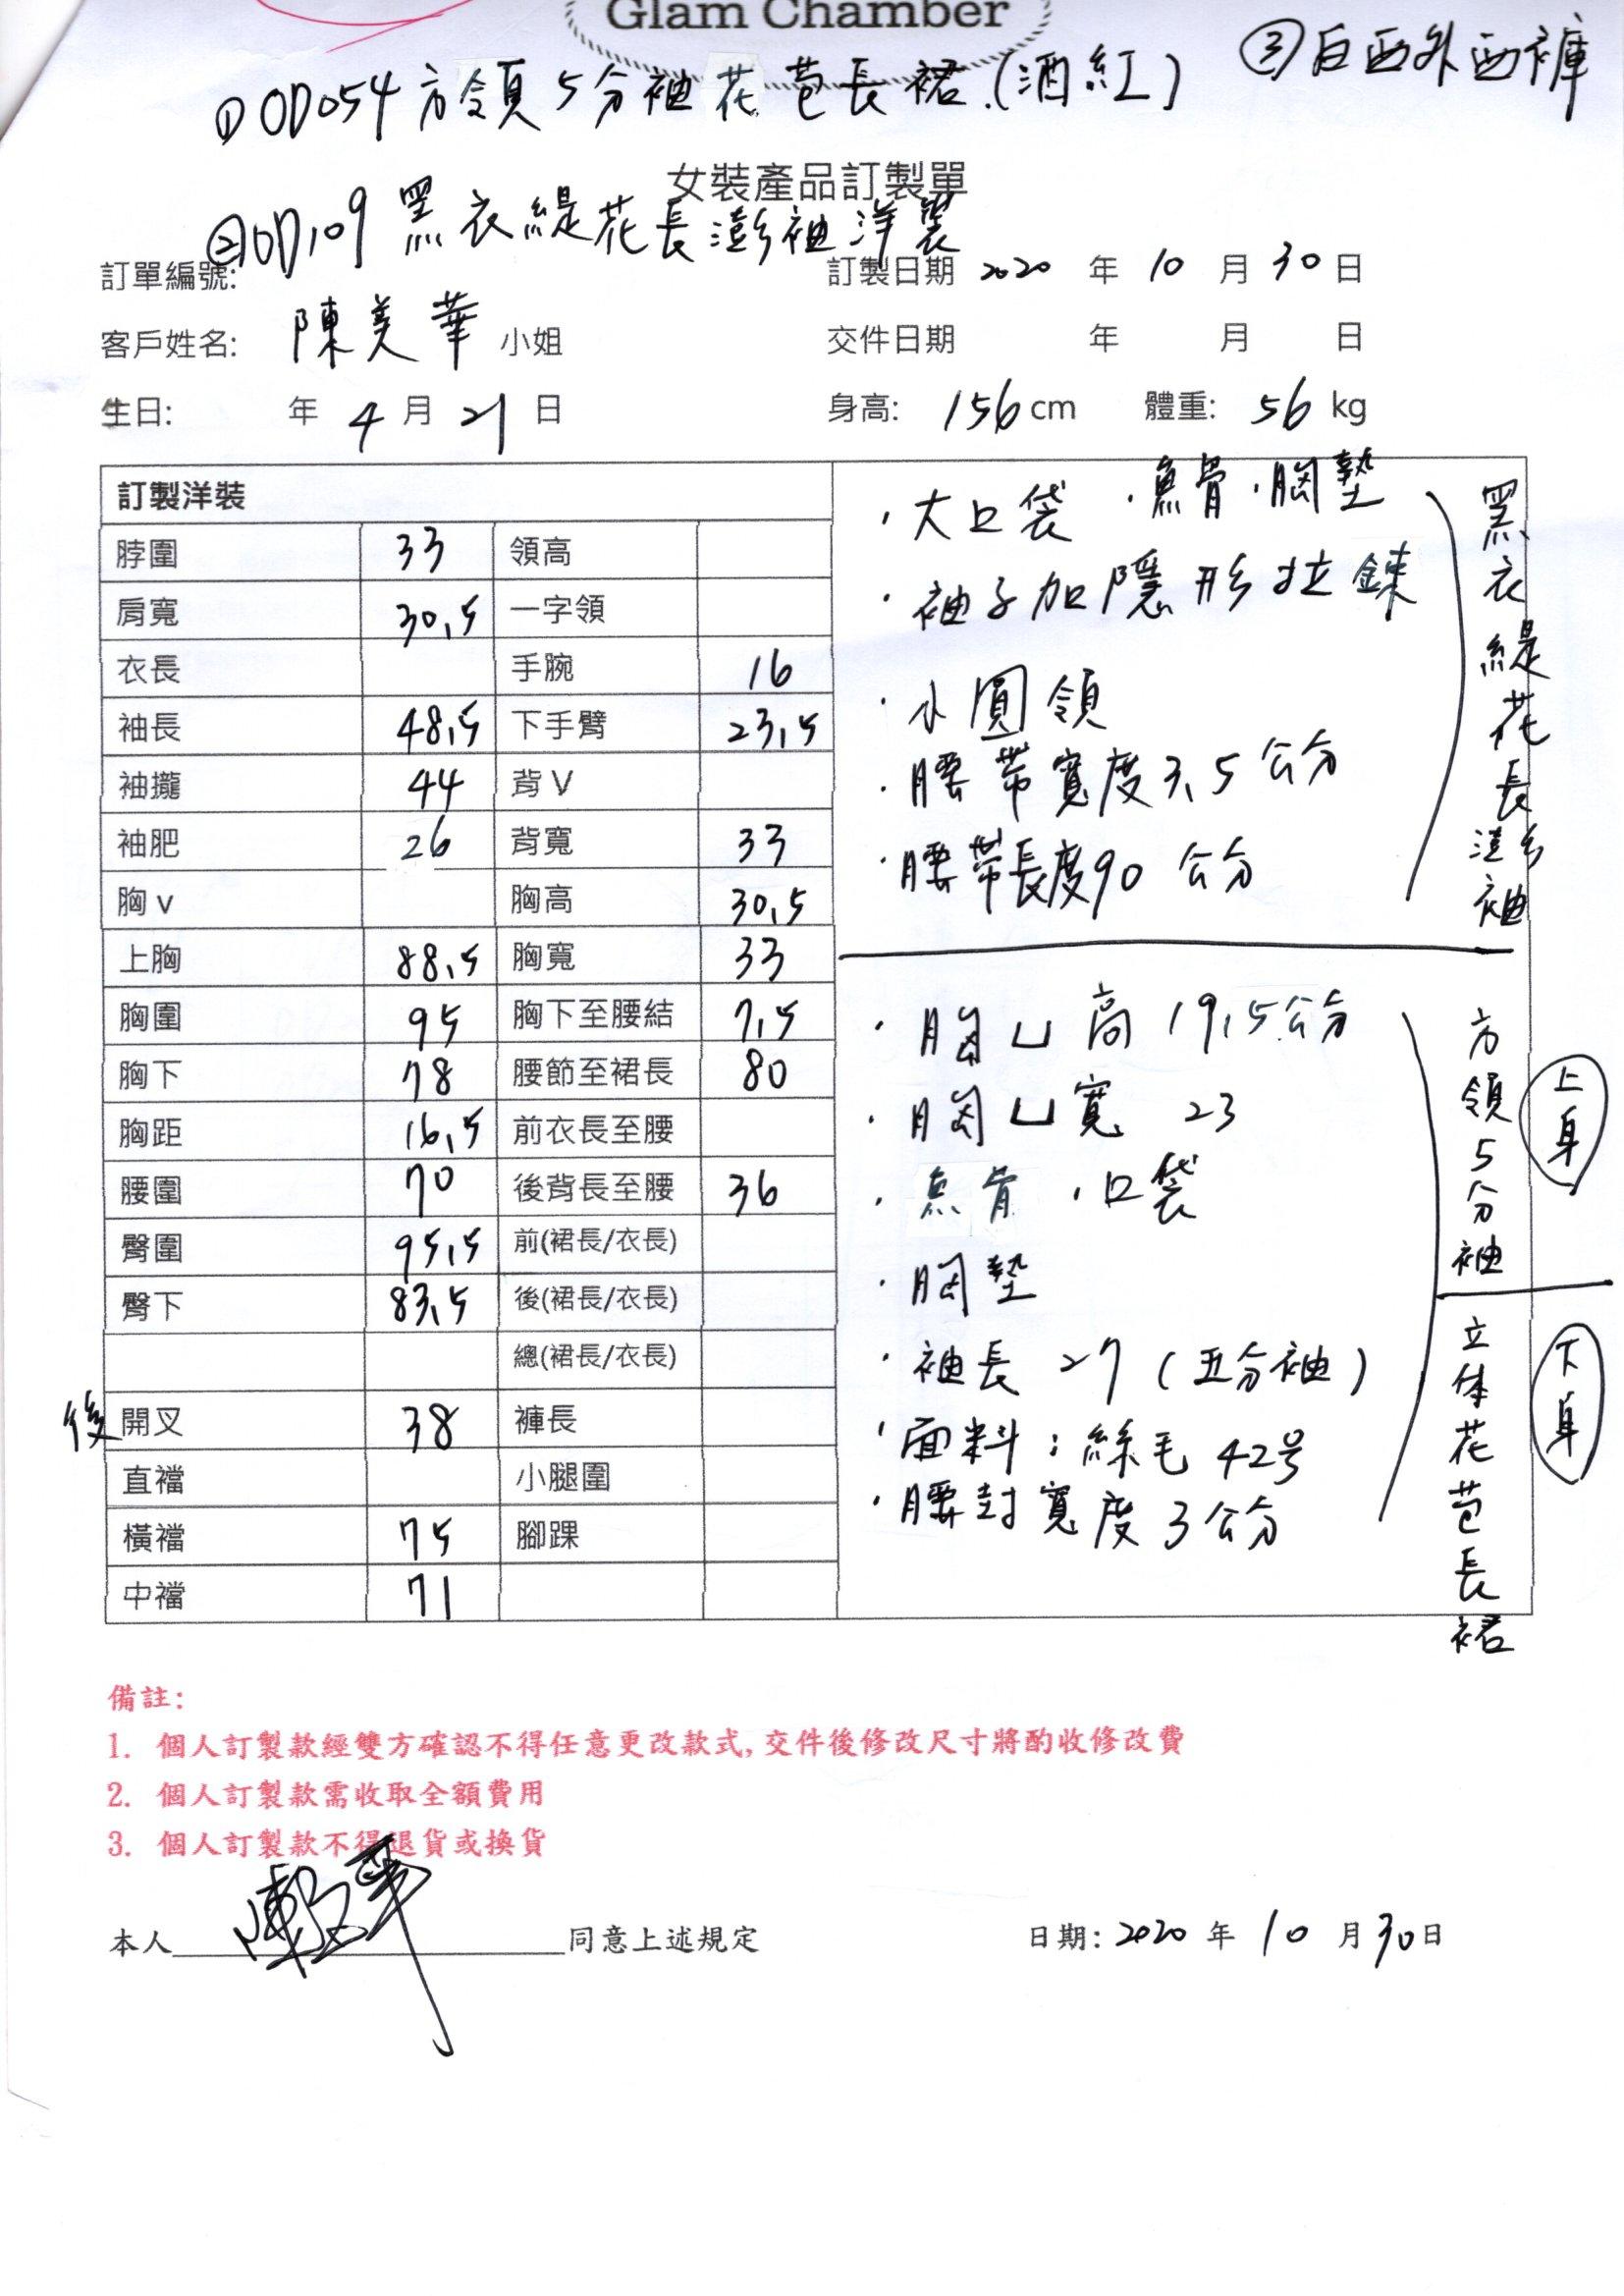 Glam Chamber
①OD054方領5分袖花苞長裙(酒紅) ③白西外西褲
女裝產品訂製單
②OD109黑衣緹花長澎袖洋裝
訂單編號: 訂製日期 2020 年 10 月 30 日
客戶姓名: 陳美華 小姐 交件日期 年 月 日
生日: 年 4 月 21 日 身高: 156 cm 體重: 56 kg
訂製洋裝
脖圍 33 領高
肩寬 30.5 一字領
衣長 手腕 16
袖長 48.5 下手臂 23.5
袖攏 44 背V
袖肥 26 背寬 33
胸v 胸高 30.5
上胸 88.5 胸寬 33
胸圍 95 胸下至腰結 7.5
胸下 78 腰節至裙長 80
胸距 16.5 前衣長至腰
腰圍 70 後背長至腰 36
臀圍 95.5 前(裙長/衣長)
臀下 83.5 後(裙長/衣長)
總(裙長/衣長)
後 開叉 38 褲長
直襠 小腿圍
橫襠 75 腳踝
中襠 71
·大口袋 ·魚骨 ·胸墊
·袖子加隱形拉鍊
·小圓領
·腰帶寬度3.5公分
·腰帶長度90公分
黑衣緹花長澎袖
·胸山高19.5公分
·胸山寬 23
·魚骨 ·口袋
·胸墊
·袖長 27 (五分袖)
·面料:絲毛42号
·腰封寬度3公分
方領5分袖
上身
立体花苞長裙
下身
備註:
1. 個人訂製款經雙方確認不得任意更改款式,交件後修改尺寸將酌收修改費
2. 個人訂製款需收取全額費用
3. 個人訂製款不得退貨或換貨
本人 同意上述規定 日期: 2020 年 10 月 30 日